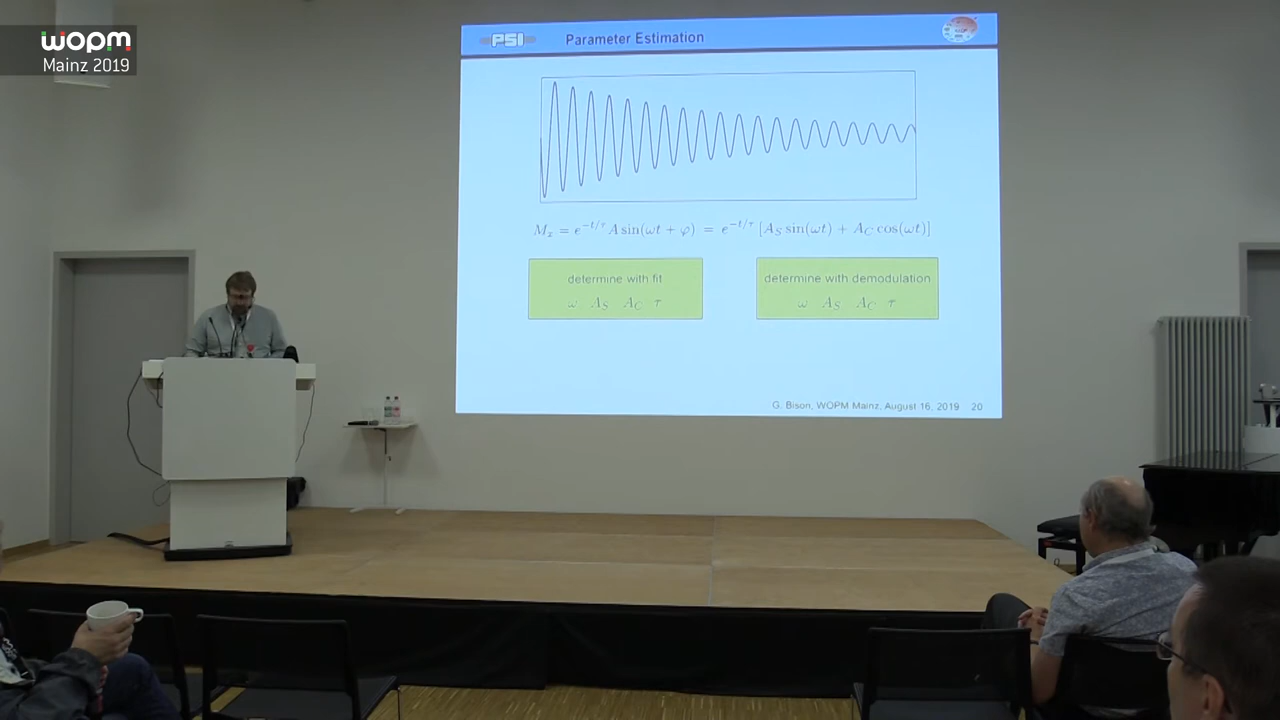 wopm
Mainz 2019
PSI
Parameter Estimation
M_x = e^{-t/τ} A sin(ωt + φ) = e^{-t/τ} [A_S sin(ωt) + A_C cos(ωt)]
determine with fit
ω A_S A_C τ
determine with demodulation
ω A_S A_C τ
G. Bison, WOPM Mainz, August 16, 2019 20